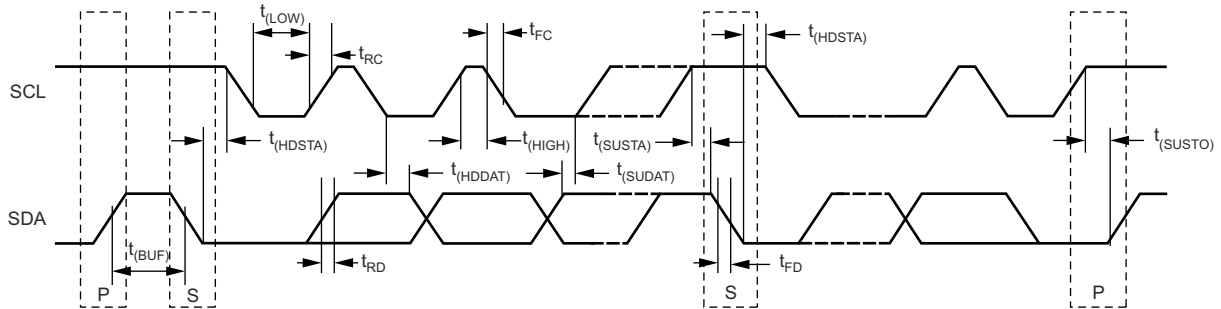 t(LOW)
tRC
tFC
t(HDSTA)
SCL
t(HDSTA)
t(HIGH)
t(SUSTA)
t(SUSTO)
t(HDDAT)
t(SUDAT)
SDA
t(BUF)
tRD
tFD
P
S
S
P